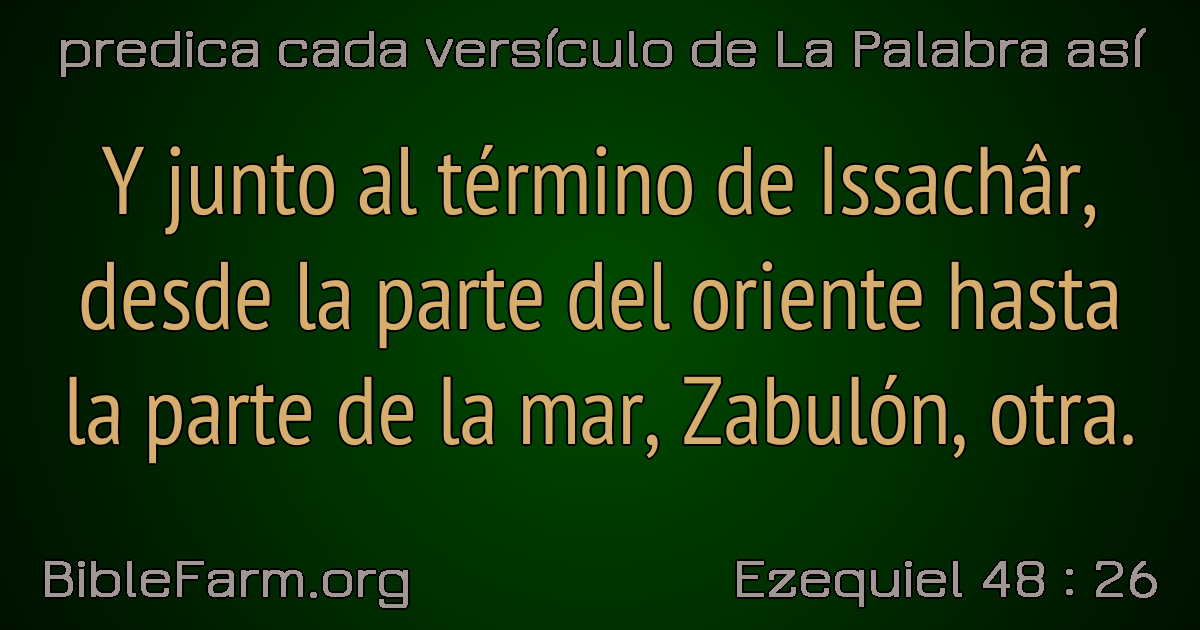 predica cada versículo de La Palabra así
Y junto al término de Issachâr,
desde la parte del oriente hasta
la parte de la mar, Zabulón, otra.
BibleFarm.org
Ezequiel 48 : 26